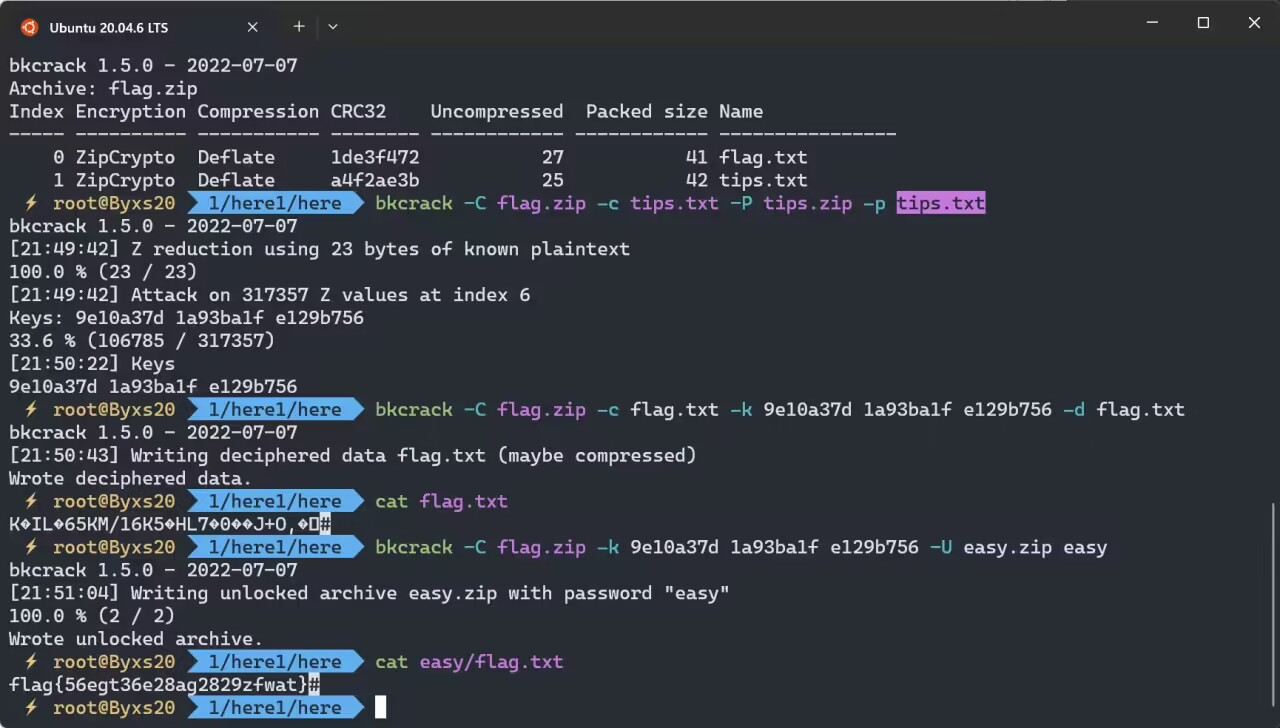 Ubuntu 20.04.6 LTS
bkcrack 1.5.0 - 2022-07-07
Archive: flag.zip
Index Encryption Compression CRC32    Uncompressed  Packed size Name
----- ---------- ----------- -------- ------------ ------------ ----------------
    0 ZipCrypto  Deflate     1de3f472           27           41 flag.txt
    1 ZipCrypto  Deflate     a4f2ae3b           25           42 tips.txt
⚡ root@Byxs20 1/here1/here bkcrack -C flag.zip -c tips.txt -P tips.zip -p tips.txt
bkcrack 1.5.0 - 2022-07-07
[21:49:42] Z reduction using 23 bytes of known plaintext
100.0 % (23 / 23)
[21:49:42] Attack on 317357 Z values at index 6
Keys: 9e10a37d 1a93ba1f e129b756
33.6 % (106785 / 317357)
[21:50:22] Keys
9e10a37d 1a93ba1f e129b756
⚡ root@Byxs20 1/here1/here bkcrack -C flag.zip -c flag.txt -k 9e10a37d 1a93ba1f e129b756 -d flag.txt
bkcrack 1.5.0 - 2022-07-07
[21:50:43] Writing deciphered data flag.txt (maybe compressed)
Wrote deciphered data.
⚡ root@Byxs20 1/here1/here cat flag.txt
K�IL�65KM/16K5�HL7�0��J+O,�□#
⚡ root@Byxs20 1/here1/here bkcrack -C flag.zip -k 9e10a37d 1a93ba1f e129b756 -U easy.zip easy
bkcrack 1.5.0 - 2022-07-07
[21:51:04] Writing unlocked archive easy.zip with password "easy"
100.0 % (2 / 2)
Wrote unlocked archive.
⚡ root@Byxs20 1/here1/here cat easy/flag.txt
flag{56egt36e28ag2829zfwat}#
⚡ root@Byxs20 1/here1/here